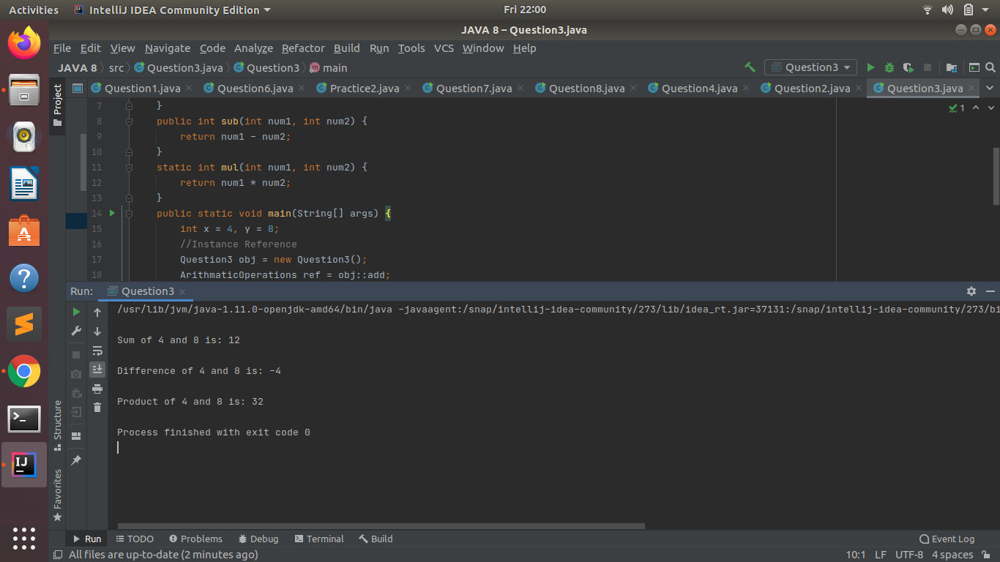 Activities IntelliJ IDEA Community Edition Fri 22:00
JAVA 8 – Question3.java
File Edit View Navigate Code Analyze Refactor Build Run Tools VCS Window Help
JAVA 8 src Question3.java Question3 main Question3
Project Question1.java Question6.java Practice2.java Question7.java Question8.java Question4.java Question2.java Question3.java
7 } 1
8 public int sub(int num1, int num2) {
9 return num1 - num2;
10 }
11 static int mul(int num1, int num2) {
12 return num1 * num2;
13 }
14 public static void main(String[] args) {
15 int x = 4, y = 8;
16 //Instance Reference
17 Question3 obj = new Question3();
18 ArithmaticOperations ref = obj::add;
Run: Question3
/usr/lib/jvm/java-1.11.0-openjdk-amd64/bin/java -javaagent:/snap/intellij-idea-community/273/lib/idea_rt.jar=37131:/snap/intellij-idea-community/273/bi
Sum of 4 and 8 is: 12
Difference of 4 and 8 is: -4
Product of 4 and 8 is: 32
Process finished with exit code 0
Structure
Favorites
Run TODO Problems Debug Terminal Build Event Log
All files are up-to-date (2 minutes ago) 10:1 LF UTF-8 4 spaces